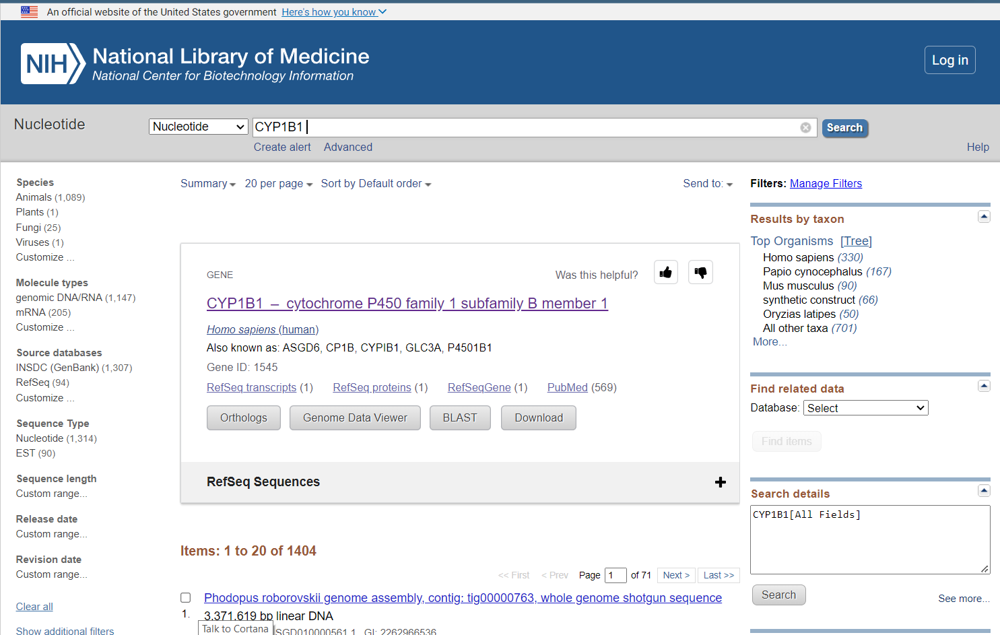 An official website of the United States government Here's how you know
NIH National Library of Medicine
National Center for Biotechnology Information
Log in
Nucleotide
Nucleotide CYP1B1 Search
Create alert Advanced
Help
Species
Animals (1,089)
Plants (1)
Fungi (25)
Viruses (1)
Customize ...
Molecule types
genomic DNA/RNA (1,147)
mRNA (205)
Customize ...
Source databases
INSDC (GenBank) (1,307)
RefSeq (94)
Customize ...
Sequence Type
Nucleotide (1,314)
EST (90)
Sequence length
Custom range...
Release date
Custom range...
Revision date
Custom range...
Clear all
Show additional filters
Summary 20 per page Sort by Default order Send to:
GENE
Was this helpful?
CYP1B1 – cytochrome P450 family 1 subfamily B member 1
Homo sapiens (human)
Also known as: ASGD6, CP1B, CYPIB1, GLC3A, P4501B1
Gene ID: 1545
RefSeq transcripts (1) RefSeq proteins (1) RefSeqGene (1) PubMed (569)
Orthologs Genome Data Viewer BLAST Download
RefSeq Sequences
Items: 1 to 20 of 1404
<< First < Prev Page 1 of 71 Next > Last >>
Phodopus roborovskii genome assembly, contig: tig00000763, whole genome shotgun sequence
1. 3,371,619 bp linear DNA
Talk to Cortana SGD010000561.1 GI: 2262966536
Filters: Manage Filters
Results by taxon
Top Organisms [Tree]
Homo sapiens (330)
Papio cynocephalus (167)
Mus musculus (90)
synthetic construct (66)
Oryzias latipes (50)
All other taxa (701)
More...
Find related data
Database: Select
Find items
Search details
CYP1B1[All Fields]
Search
See more...